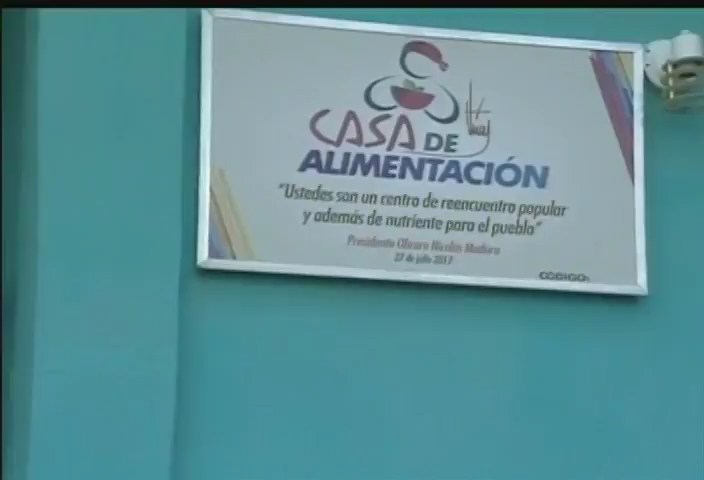 CASA DE
ALIMENTACIÓN
"Ustedes son un centro de reencuentro popular
y además de nutriente para el pueblo"
Presidente Obrero Nicolás Maduro
27 de julio 2017
CODIGO: